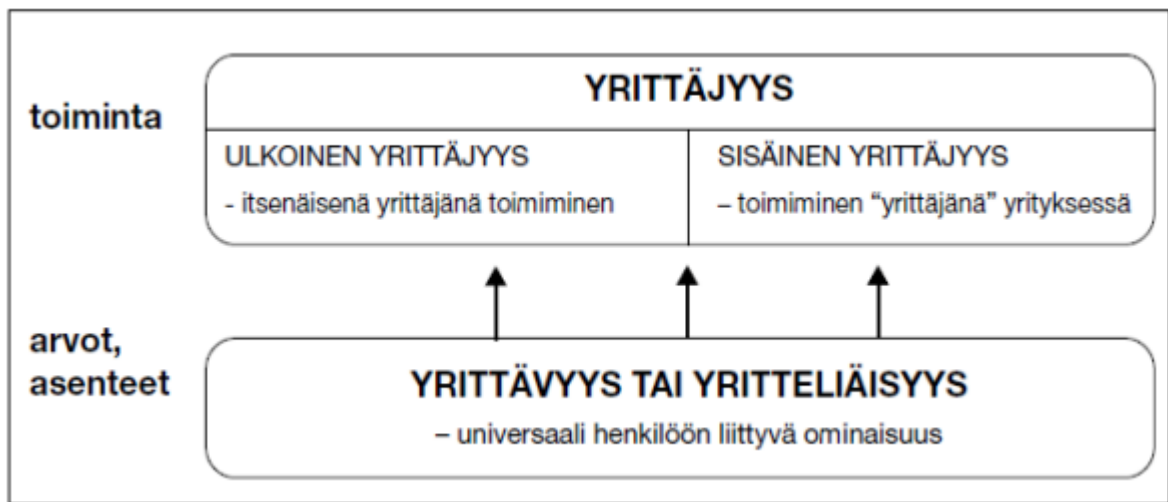 toiminta
YRITTÄJYYS
ULKOINEN YRITTÄJYYS
- itsenäisenä yrittäjänä toimiminen
SISÄINEN YRITTÄJYYS
– toimiminen “yrittäjänä” yrityksessä
arvot,
asenteet
YRITTÄVYYS TAI YRITTELIÄISYYS
– universaali henkilöön liittyvä ominaisuus